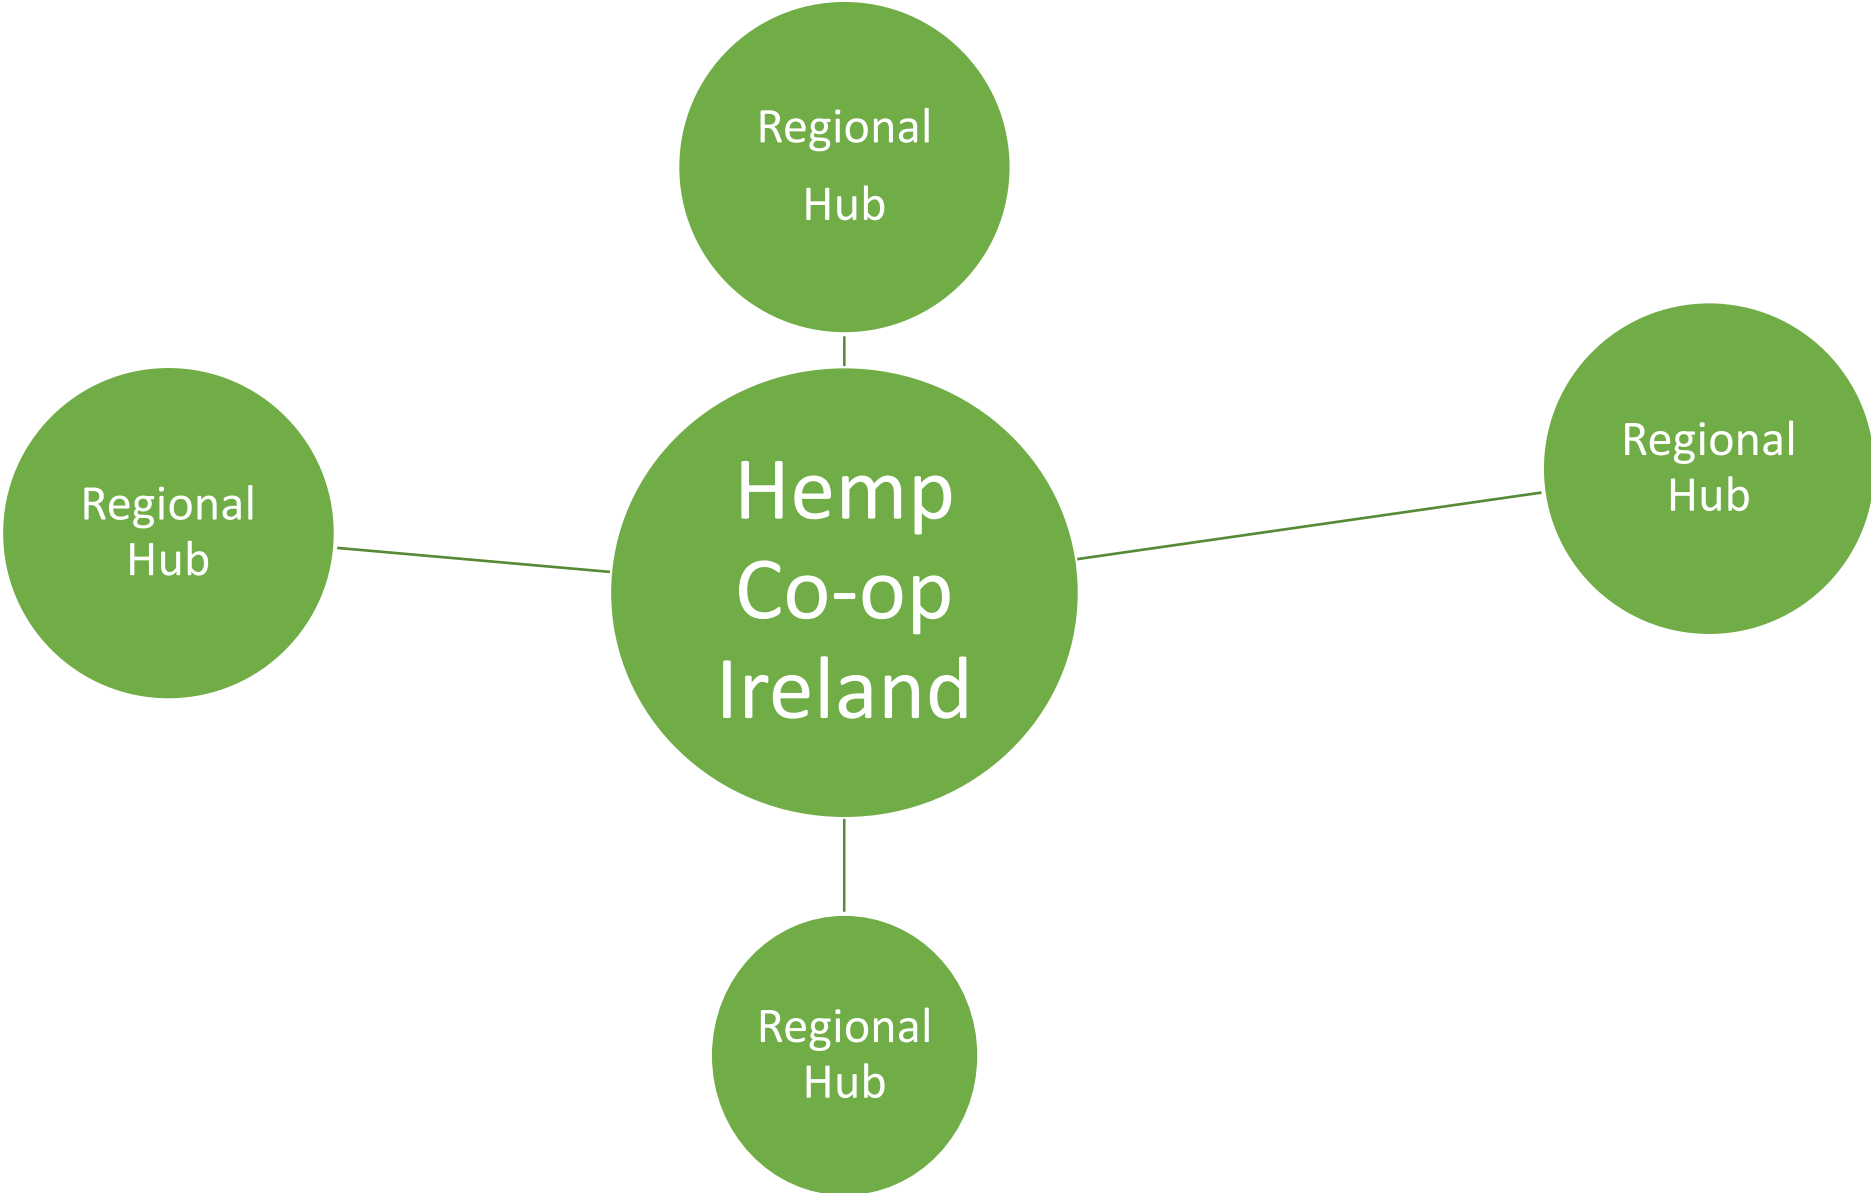 Regional
Hub
Regional
Hub
Hemp
Co-op
Ireland
Regional
Hub
Regional
Hub